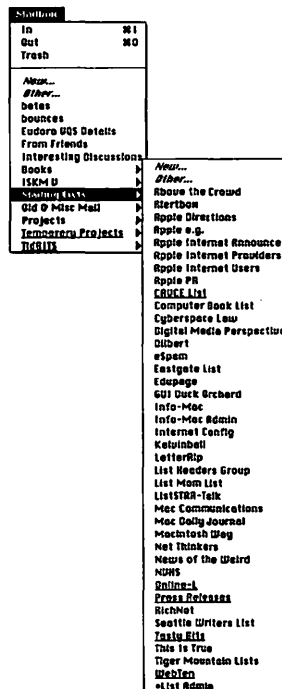 Mailbox
In ⌘I
Out ⌘O
Trash
New...
Other...
betas
bounces
Eudora UQS Details
From Friends
Interesting Discussions
Books
ISKM
Mailing Lists
Old & Misc Mail
Projects
Temporary Projects
TidBITS
New...
Other...
Above the Crowd
Alertbox
Apple Directions
Apple e.g.
Apple Internet Announce
Apple Internet Providers
Apple Internet Users
Apple PR
CAUCE List
Computer Book List
Cyberspace Law
Digital Media Perspective
Dilbert
eSpam
Eastgate List
Edupage
GUI Duck Orchard
Info-Mac
Info-Mac Admin
Internet Config
Kelvinball
LetterRip
List Headers Group
List Mom List
ListSTAR-Talk
Mac Communications
Mac Daily Journal
Macintosh Way
Net Thinkers
News of the Weird
NUHS
Online-L
Press Releases
RichNet
Seattle Writers List
Tasty Bits
This Is True
Tiger Mountain Lists
WebTen
•List Admin